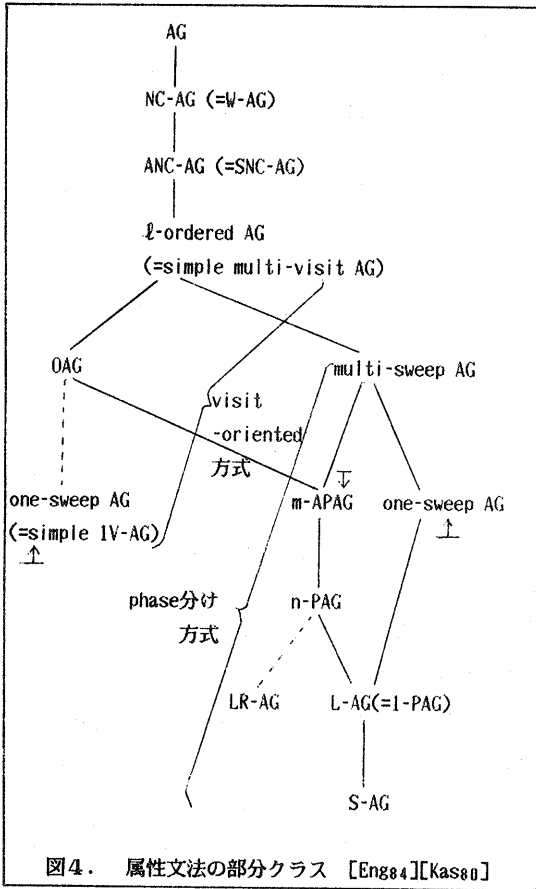 AG
NC-AG (=W-AG)
ANC-AG (=SNC-AG)
ℓ-ordered AG
(=simple multi-visit AG)
OAG
multi-sweep AG
visit
-oriented
方式
one-sweep AG
(=simple 1V-AG)
m-APAG
one-sweep AG
phase分け
方式
n-PAG
LR-AG
L-AG(=1-PAG)
S-AG
図4. 属性文法の部分クラス [Eng84][Kas80]